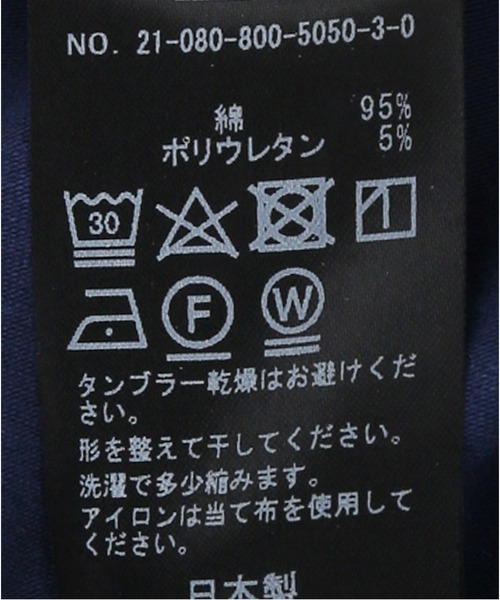 NO. 21-080-800-5050-3-0
綿 95%
ポリウレタン 5%
30
F W
タンブラー乾燥はお避けくだ
さい。
形を整えて干してください。
洗濯で多少縮みます。
アイロンは当て布を使用して
ください。
日本製